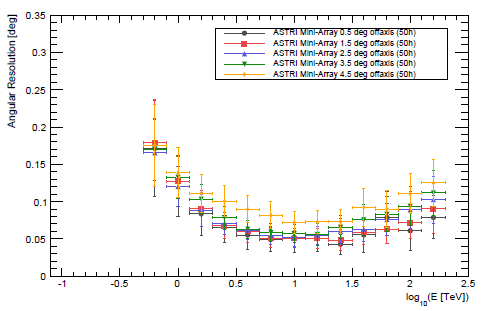 Angular Resolution [deg]
0.35
0.3
0.25
0.2
0.15
0.1
0.05
0
ASTRI Mini-Array 0.5 deg offaxis (50h)
ASTRI Mini-Array 1.5 deg offaxis (50h)
ASTRI Mini-Array 2.5 deg offaxis (50h)
ASTRI Mini-Array 3.5 deg offaxis (50h)
ASTRI Mini-Array 4.5 deg offaxis (50h)
-1 -0.5 0 0.5 1 1.5 2 2.5
log10(E [TeV])